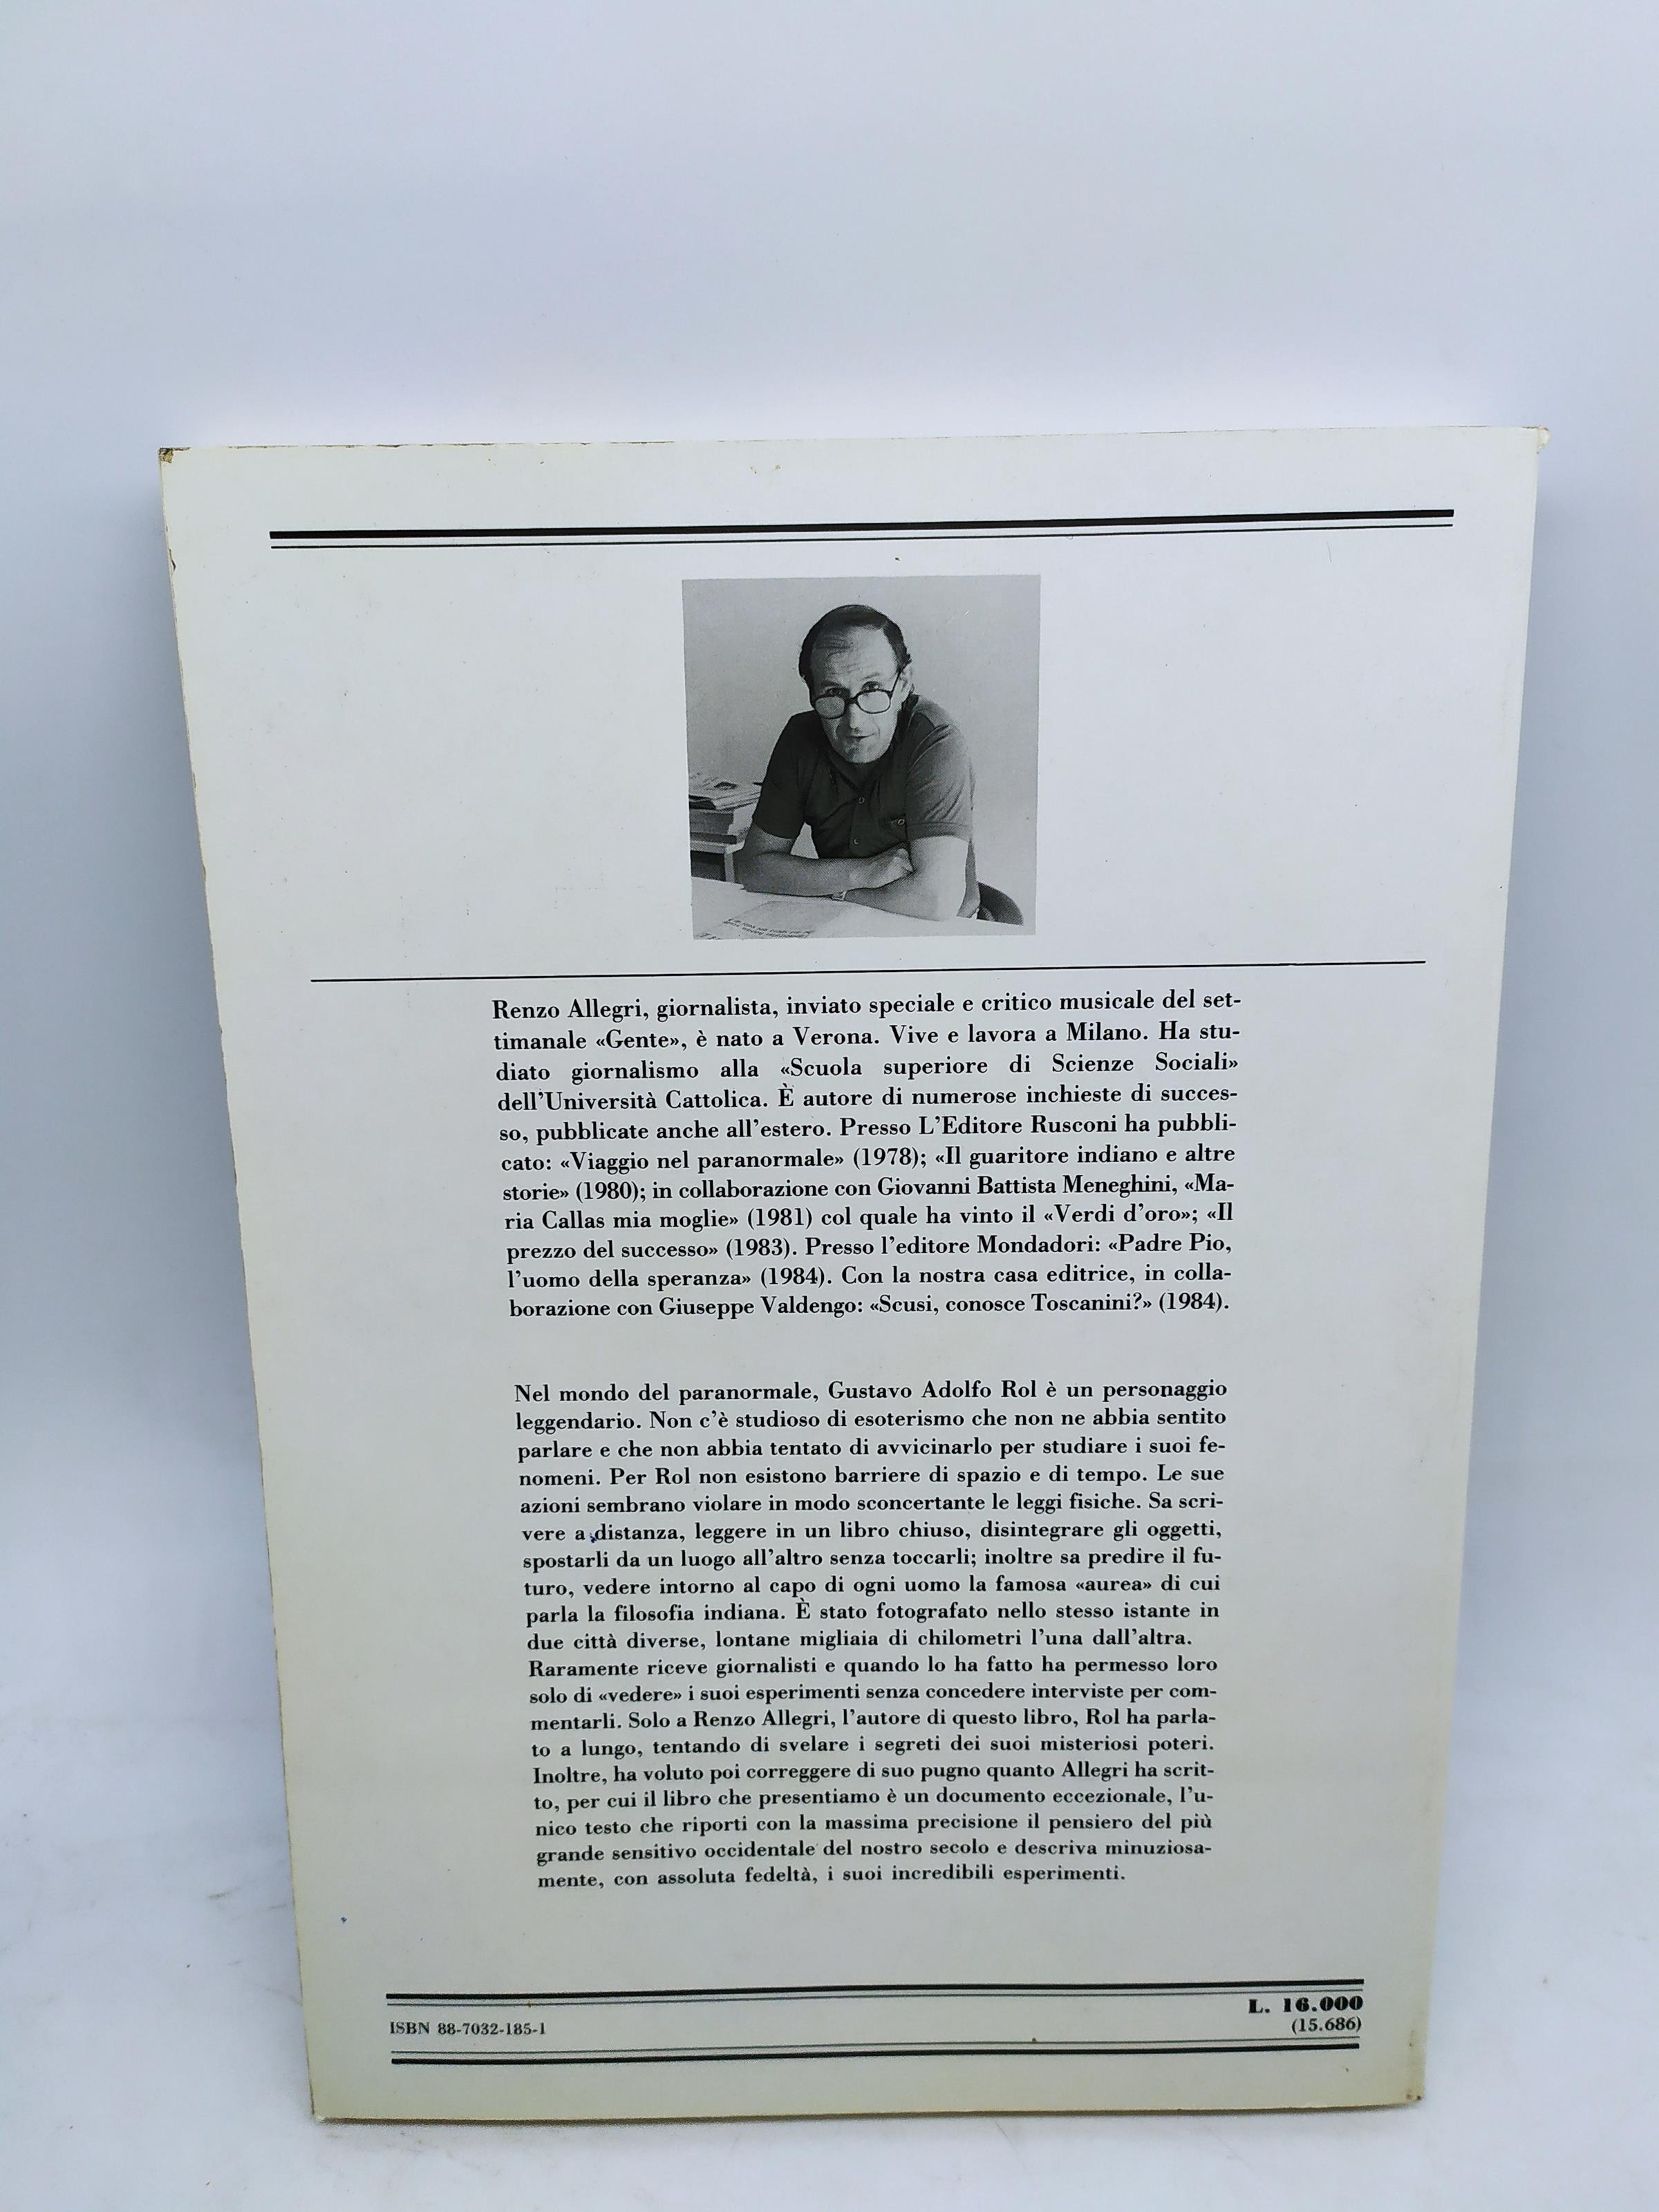 Renzo Allegri, giornalista, inviato speciale e critico musicale del set-
timanale «Gente», è nato a Verona. Vive e lavora a Milano. Ha stu-
diato giornalismo alla «Scuola superiore di Scienze Sociali»
dell'Università Cattolica. È autore di numerose inchieste di succes-
so, pubblicate anche all'estero. Presso L'Editore Rusconi ha pubbli-
cato: «Viaggio nel paranormale» (1978); «Il guaritore indiano e altre
storie» (1980); in collaborazione con Giovanni Battista Meneghini, «Ma-
ria Callas mia moglie» (1981) col quale ha vinto il «Verdi d'oro»; «Il
prezzo del successo» (1983). Presso l'editore Mondadori: «Padre Pio,
l'uomo della speranza» (1984). Con la nostra casa editrice, in colla-
borazione con Giuseppe Valdengo: «Scusi, conosce Toscanini?» (1984).
Nel mondo del paranormale, Gustavo Adolfo Rol è un personaggio
leggendario. Non c'è studioso di esoterismo che non ne abbia sentito
parlare e che non abbia tentato di avvicinarlo per studiare i suoi fe-
nomeni. Per Rol non esistono barriere di spazio e di tempo. Le sue
azioni sembrano violare in modo sconcertante le leggi fisiche. Sa scri-
vere a distanza, leggere in un libro chiuso, disintegrare gli oggetti,
spostarli da un luogo all'altro senza toccarli; inoltre sa predire il fu-
turo, vedere intorno al capo di ogni uomo la famosa «aurea» di cui
parla la filosofia indiana. È stato fotografato nello stesso istante in
due città diverse, lontane migliaia di chilometri l'una dall'altra.
Raramente riceve giornalisti e quando lo ha fatto ha permesso loro
solo di «vedere» i suoi esperimenti senza concedere interviste per com-
mentarli. Solo a Renzo Allegri, l'autore di questo libro, Rol ha parla-
to a lungo, tentando di svelare i segreti dei suoi misteriosi poteri.
Inoltre, ha voluto poi correggere di suo pugno quanto Allegri ha scrit-
to, per cui il libro che presentiamo è un documento eccezionale, l'u-
nico testo che riporti con la massima precisione il pensiero del più
grande sensitivo occidentale del nostro secolo e descriva minuziosa-
mente, con assoluta fedeltà, i suoi incredibili esperimenti.
L. 16.000
ISBN 88-7032-185-1
(15.686)